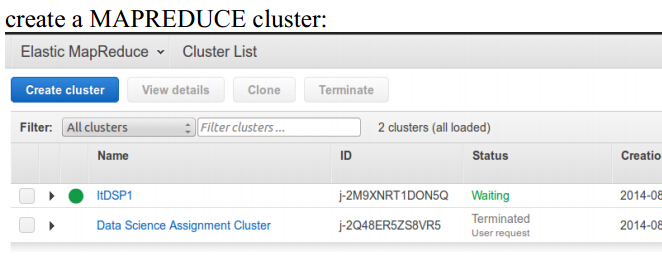 create a MAPREDUCE cluster:
Elastic MapReduce Cluster List
Create cluster View details Clone Terminate
Filter: All clusters Filter clusters ... 2 clusters (all loaded)
Name ID Status Creatio
ItDSP1 j-2M9XNRT1DON5Q Waiting 2014-08
Data Science Assignment Cluster j-2Q48ER5ZS8VR5 Terminated 2014-08
User request